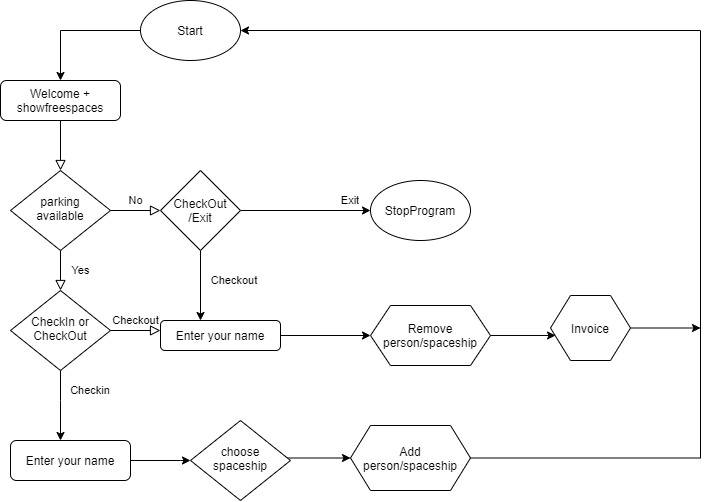 Start
Welcome +
showfreespaces
parking
available
No
CheckOut
/Exit
Exit
StopProgram
Yes
Checkout
CheckIn or
CheckOut
Checkout
Enter your name
Remove
person/spaceship
Invoice
Checkin
Enter your name
choose
spaceship
Add
person/spaceship